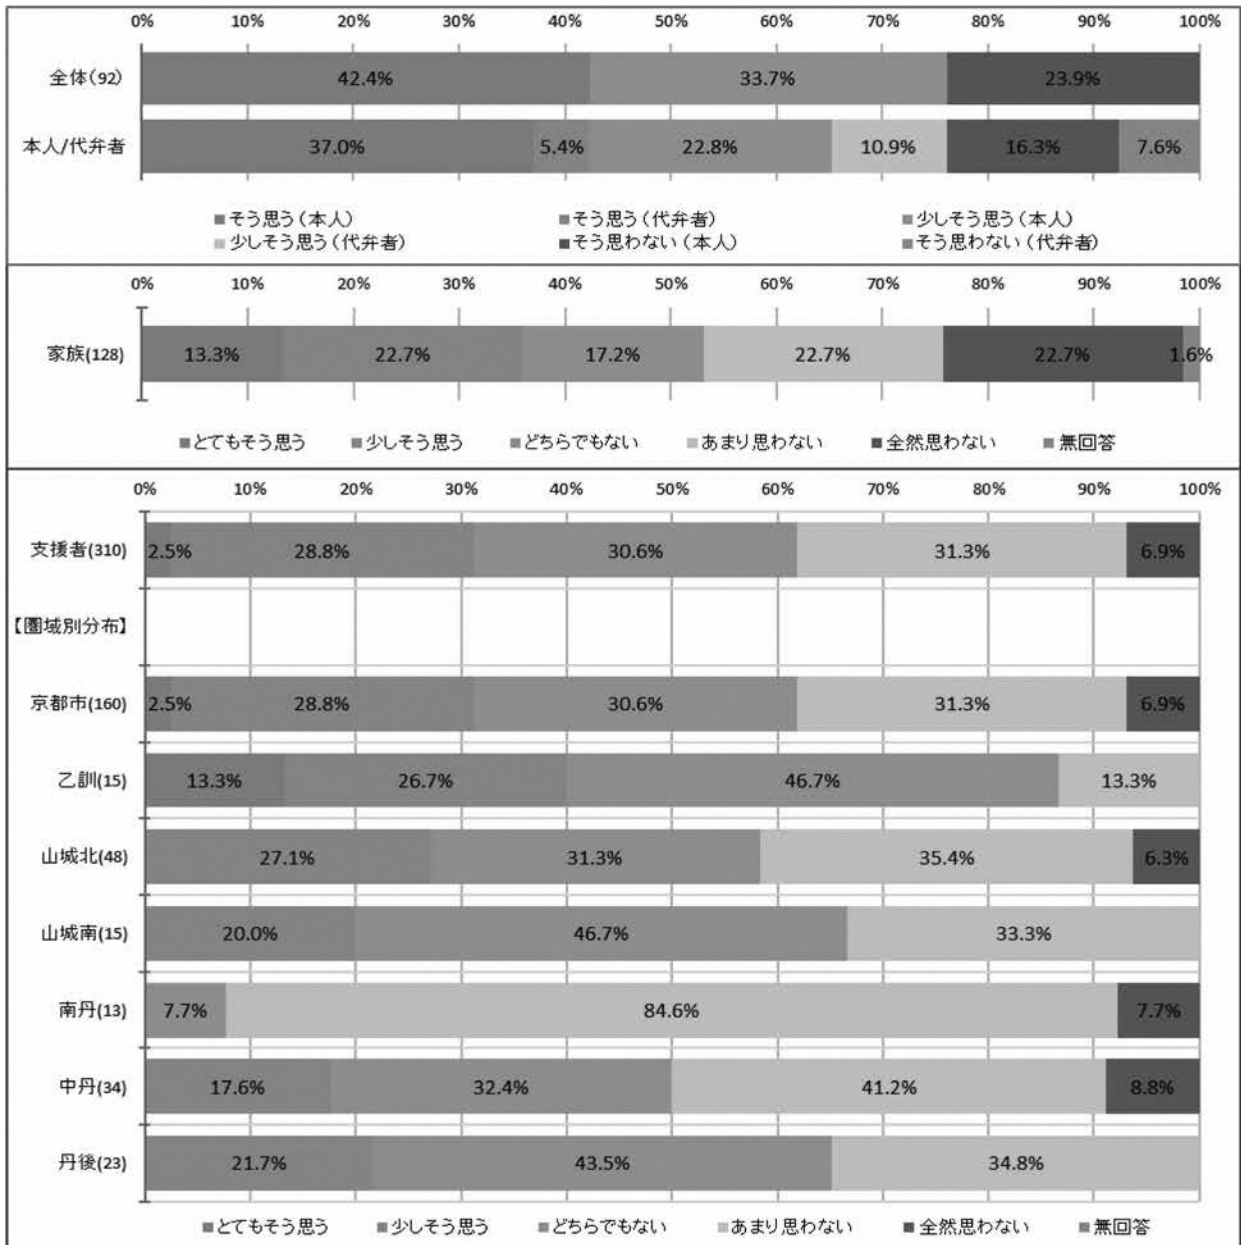 0% 10% 20% 30% 40% 50% 60% 70% 80% 90% 100%
全体(92) 42.4% 33.7% 23.9%
本人/代弁者 37.0% 5.4% 22.8% 10.9% 16.3% 7.6%
■そう思う(本人) ■そう思う(代弁者) ■少しそう思う(本人)
■少しそう思う(代弁者) ■そう思わない(本人) ■そう思わない(代弁者)
0% 10% 20% 30% 40% 50% 60% 70% 80% 90% 100%
家族(128) 13.3% 22.7% 17.2% 22.7% 22.7% 1.6%
■とてもそう思う ■少しそう思う ■どちらでもない ■あまり思わない ■全然思わない ■無回答
0% 10% 20% 30% 40% 50% 60% 70% 80% 90% 100%
支援者(310) 2.5% 28.8% 30.6% 31.3% 6.9%
【圏域別分布】
京都市(160) 2.5% 28.8% 30.6% 31.3% 6.9%
乙訓(15) 13.3% 26.7% 46.7% 13.3%
山城北(48) 27.1% 31.3% 35.4% 6.3%
山城南(15) 20.0% 46.7% 33.3%
南丹(13) 7.7% 84.6% 7.7%
中丹(34) 17.6% 32.4% 41.2% 8.8%
丹後(23) 21.7% 43.5% 34.8%
■とてもそう思う ■少しそう思う ■どちらでもない ■あまり思わない ■全然思わない ■無回答